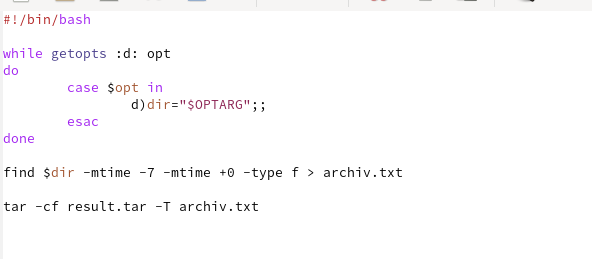 #!/bin/bash
while getopts :d: opt
do
case $opt in
d)dir="$OPTARG";;
esac
done
find $dir -mtime -7 -mtime +0 -type f > archiv.txt
tar -cf result.tar -T archiv.txt